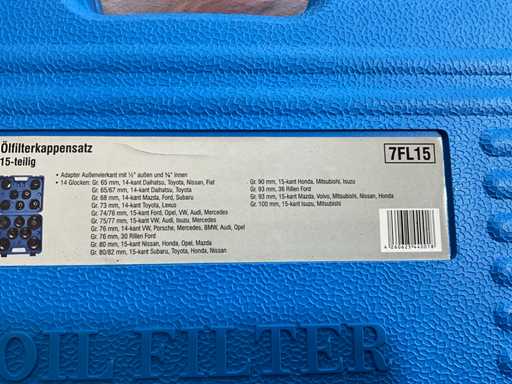 Ölfilterkappensatz
15-teilig
7FL15
• Adapter Außenvierkant mit ½" außen und ⅜" innen
• 14 Glocken: Gr. 65 mm, 14-kant Daihatsu, Toyota, Nissan, Fiat
Gr. 65/67 mm, 14-kant Daihatsu, Toyota
Gr. 68 mm, 14-kant Mazda, Ford, Subaru
Gr. 73 mm, 14-kant Toyota, Lexus
Gr. 74/76 mm, 15-kant Ford, Opel, VW, Audi, Mercedes
Gr. 75/77 mm, 15-kant VW, Audi, Isuzu, Mercedes
Gr. 76 mm, 14-kant VW, Porsche, Mercedes, BMW, Audi, Opel
Gr. 76 mm, 30 Rillen Ford
Gr. 80 mm, 15-kant Nissan, Honda, Opel, Mazda
Gr. 80/82 mm, 15-kant Subaru, Toyota, Honda, Nissan
Gr. 90 mm, 15-kant Honda, Mitsubishi, Isuzu
Gr. 93 mm, 36 Rillen Ford
Gr. 93 mm, 15-kant Mazda, Volvo, Mitsubishi, Nissan, Honda
Gr. 100 mm, 15-kant Isuzu, Mitsubishi
OIL FILTER